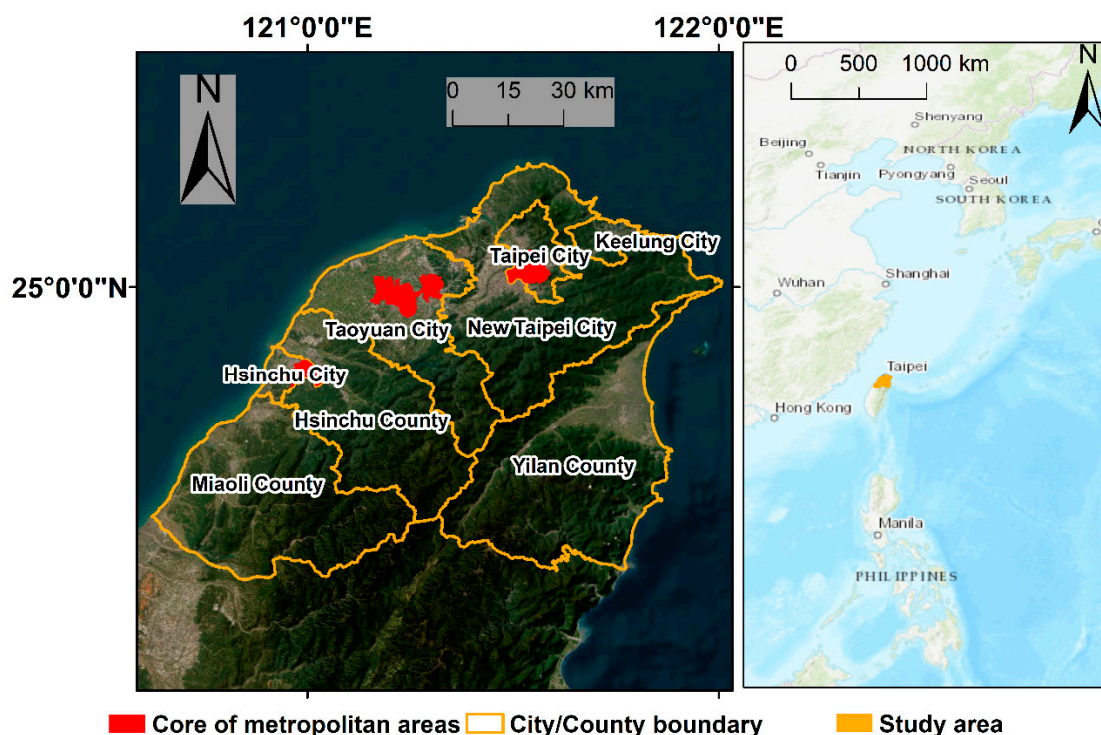 121°0'0"E
122°0'0"E
25°0'0"N
N
0 15 30 km
Keelung City
Taipei City
New Taipei City
Taoyuan City
Hsinchu City
Hsinchu County
Yilan County
Miaoli County
N
0 500 1000 km
Shenyang
Beijing
NORTH KOREA
Tianjin
Pyongyang
Seoul
SOUTH KOREA
Wuhan
Shanghai
Taipei
Hong Kong
Manila
PHILIPPINES
Core of metropolitan areas
City/County boundary
Study area